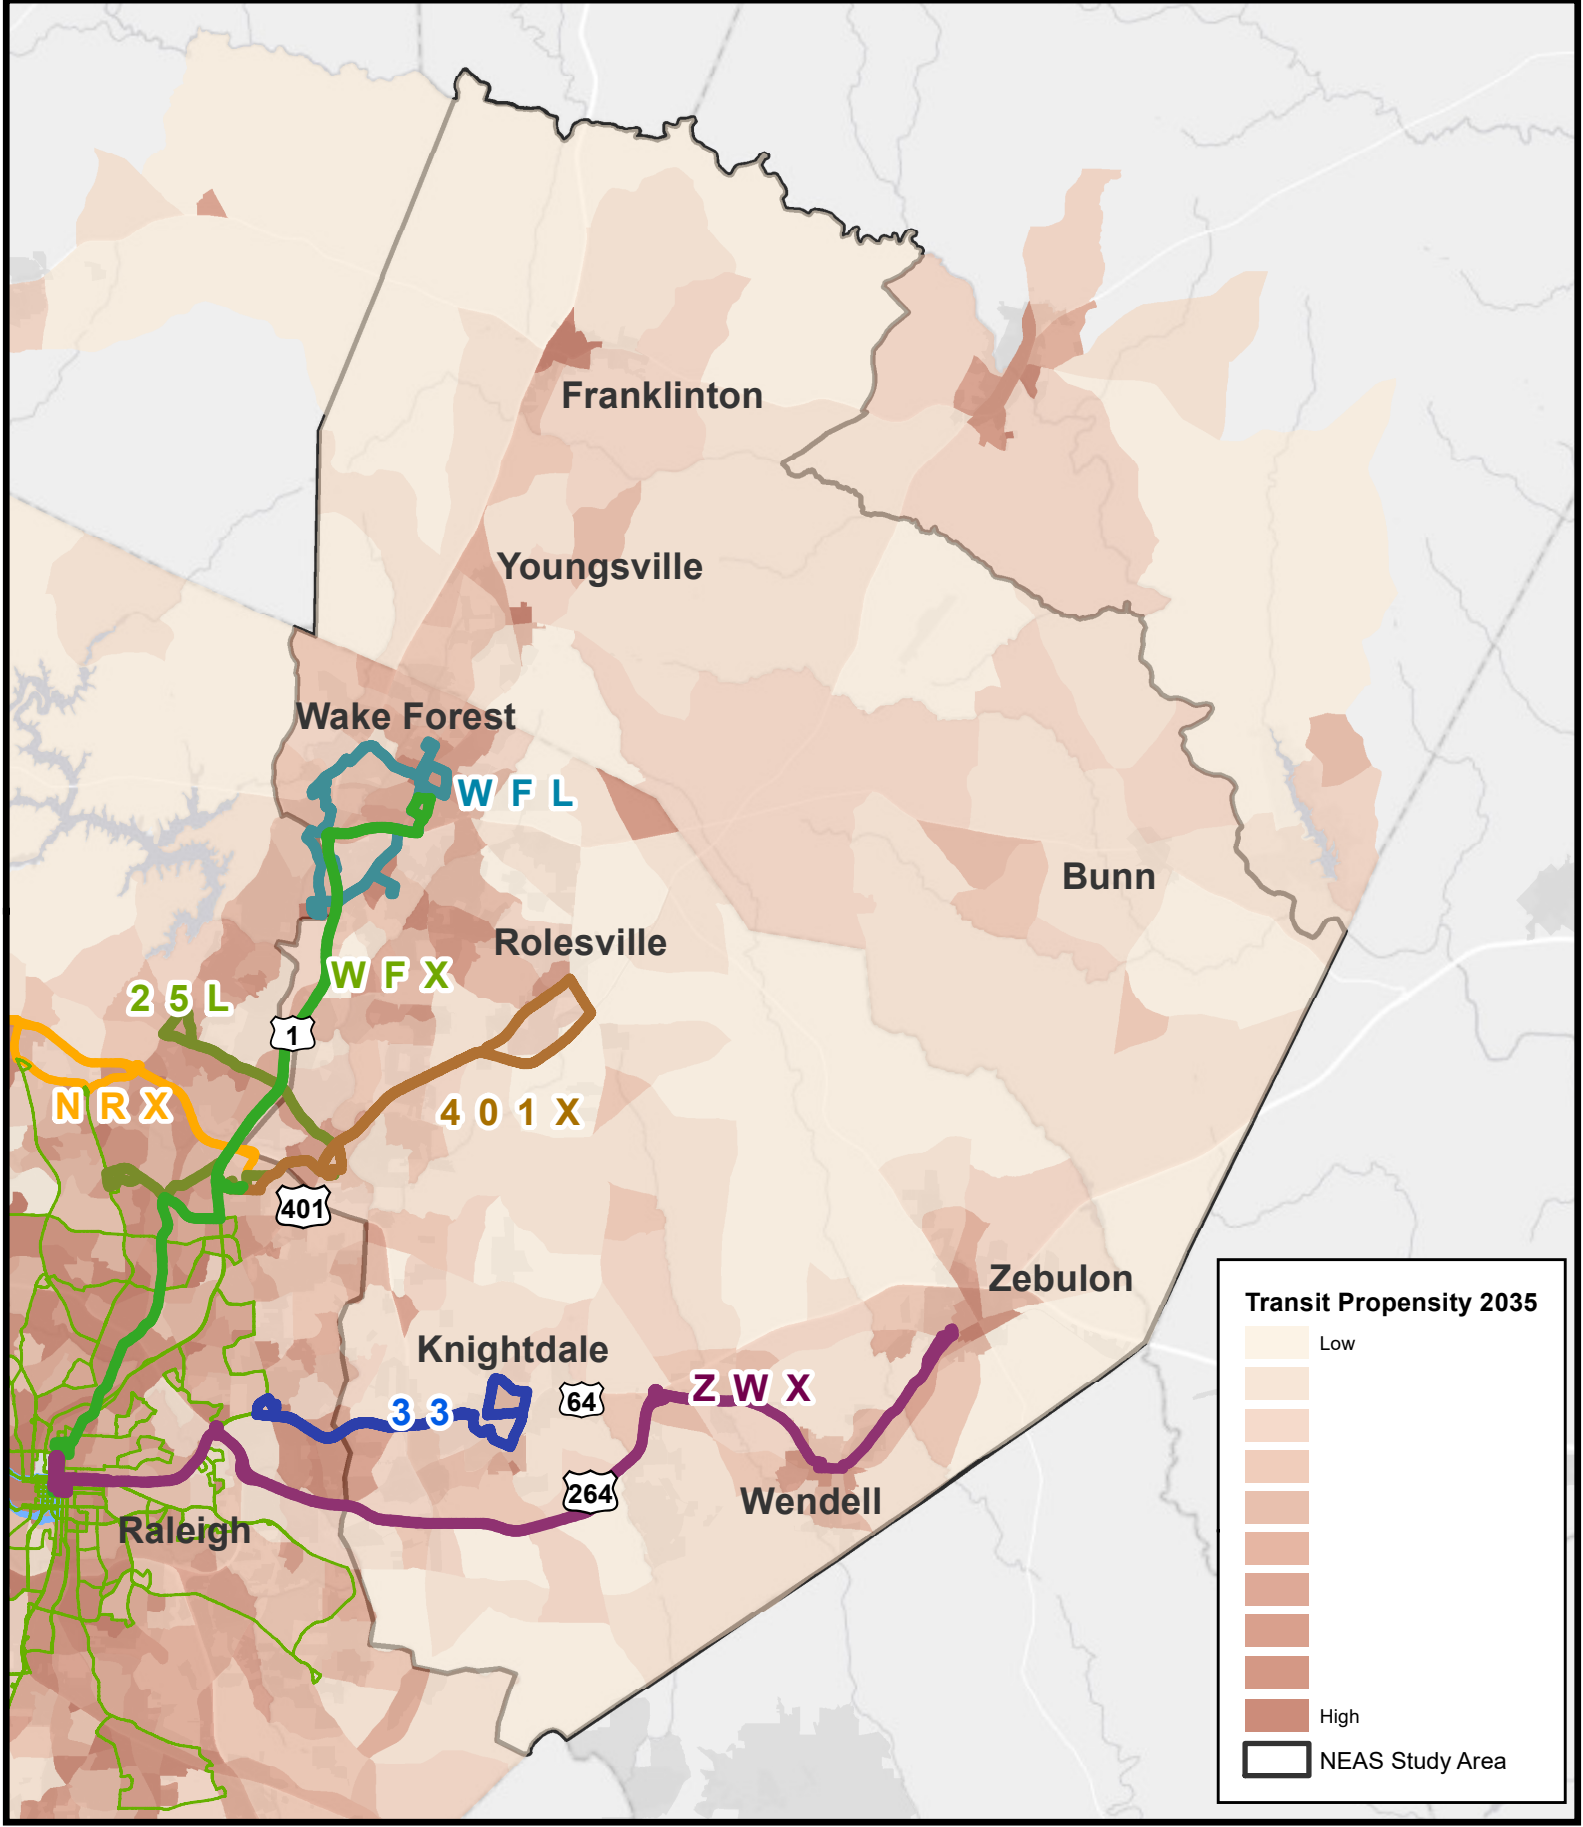 Franklinton
Youngsville
Wake Forest
W F L
Bunn
Rolesville
W F X
2 5 L
1
N R X
4 0 1 X
401
Zebulon
Knightdale
64
Z W X
3 3
264
Wendell
Raleigh
Transit Propensity 2035
Low
High
NEAS Study Area